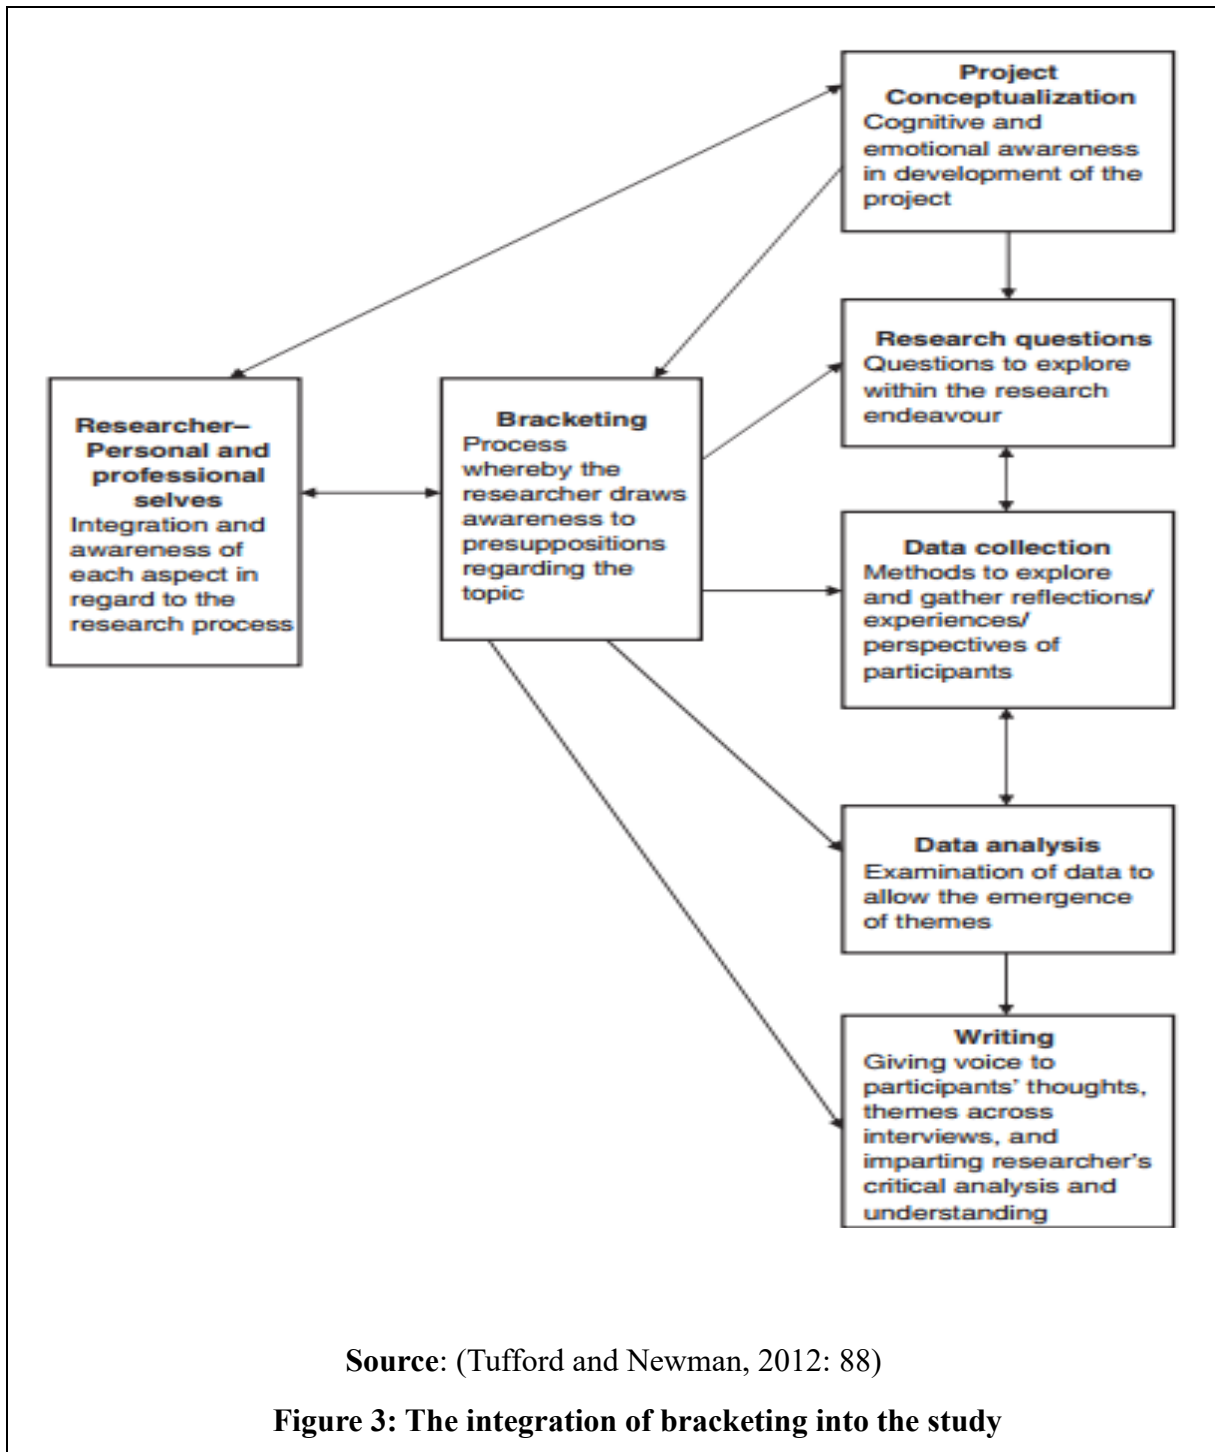 Project
Conceptualization
Cognitive and
emotional awareness
in development of the
project
Research questions
Questions to explore
within the research
endeavour
Researcher–
Personal and
professional
selves
Integration and
awareness of
each aspect in
regard to the
research process
Bracketing
Process
whereby the
researcher draws
awareness to
presuppositions
regarding the
topic
Data collection
Methods to explore
and gather reflections/
experiences/
perspectives of
participants
Data analysis
Examination of data to
allow the emergence
of themes
Writing
Giving voice to
participants' thoughts,
themes across
interviews, and
imparting researcher's
critical analysis and
understanding
Source: (Tufford and Newman, 2012: 88)
Figure 3: The integration of bracketing into the study